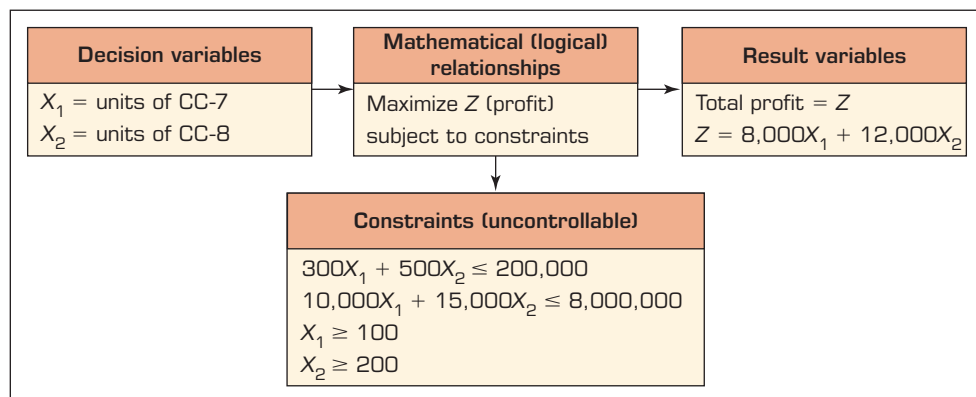 Decision variables
X₁ = units of CC-7
X₂ = units of CC-8
Mathematical (logical)
relationships
Maximize Z (profit)
subject to constraints
Result variables
Total profit = Z
Z = 8,000X₁ + 12,000X₂
Constraints (uncontrollable)
300X₁ + 500X₂ ≤ 200,000
10,000X₁ + 15,000X₂ ≤ 8,000,000
X₁ ≥ 100
X₂ ≥ 200